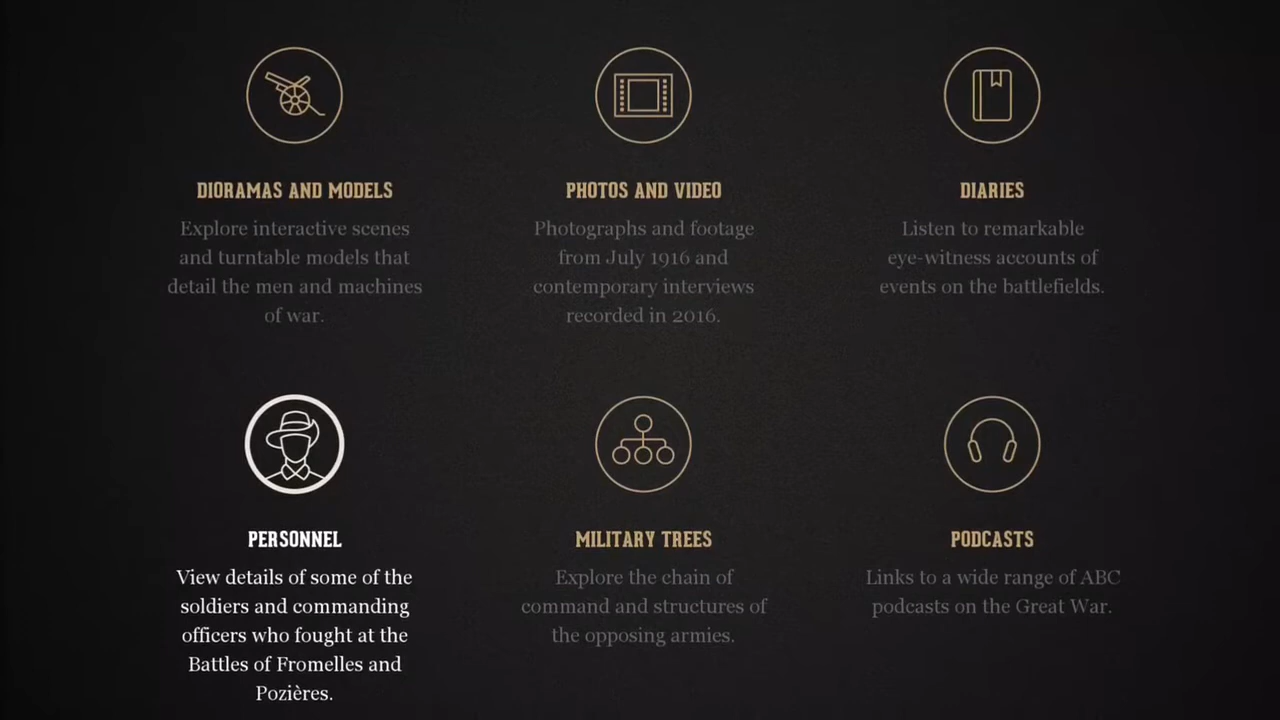 DIORAMAS AND MODELS
Explore interactive scenes
and turntable models that
detail the men and machines
of war.
PHOTOS AND VIDEO
Photographs and footage
from July 1916 and
contemporary interviews
recorded in 2016.
DIARIES
Listen to remarkable
eye-witness accounts of
events on the battlefields.
PERSONNEL
View details of some of the
soldiers and commanding
officers who fought at the
Battles of Fromelles and
Pozières.
MILITARY TREES
Explore the chain of
command and structures of
the opposing armies.
PODCASTS
Links to a wide range of ABC
podcasts on the Great War.